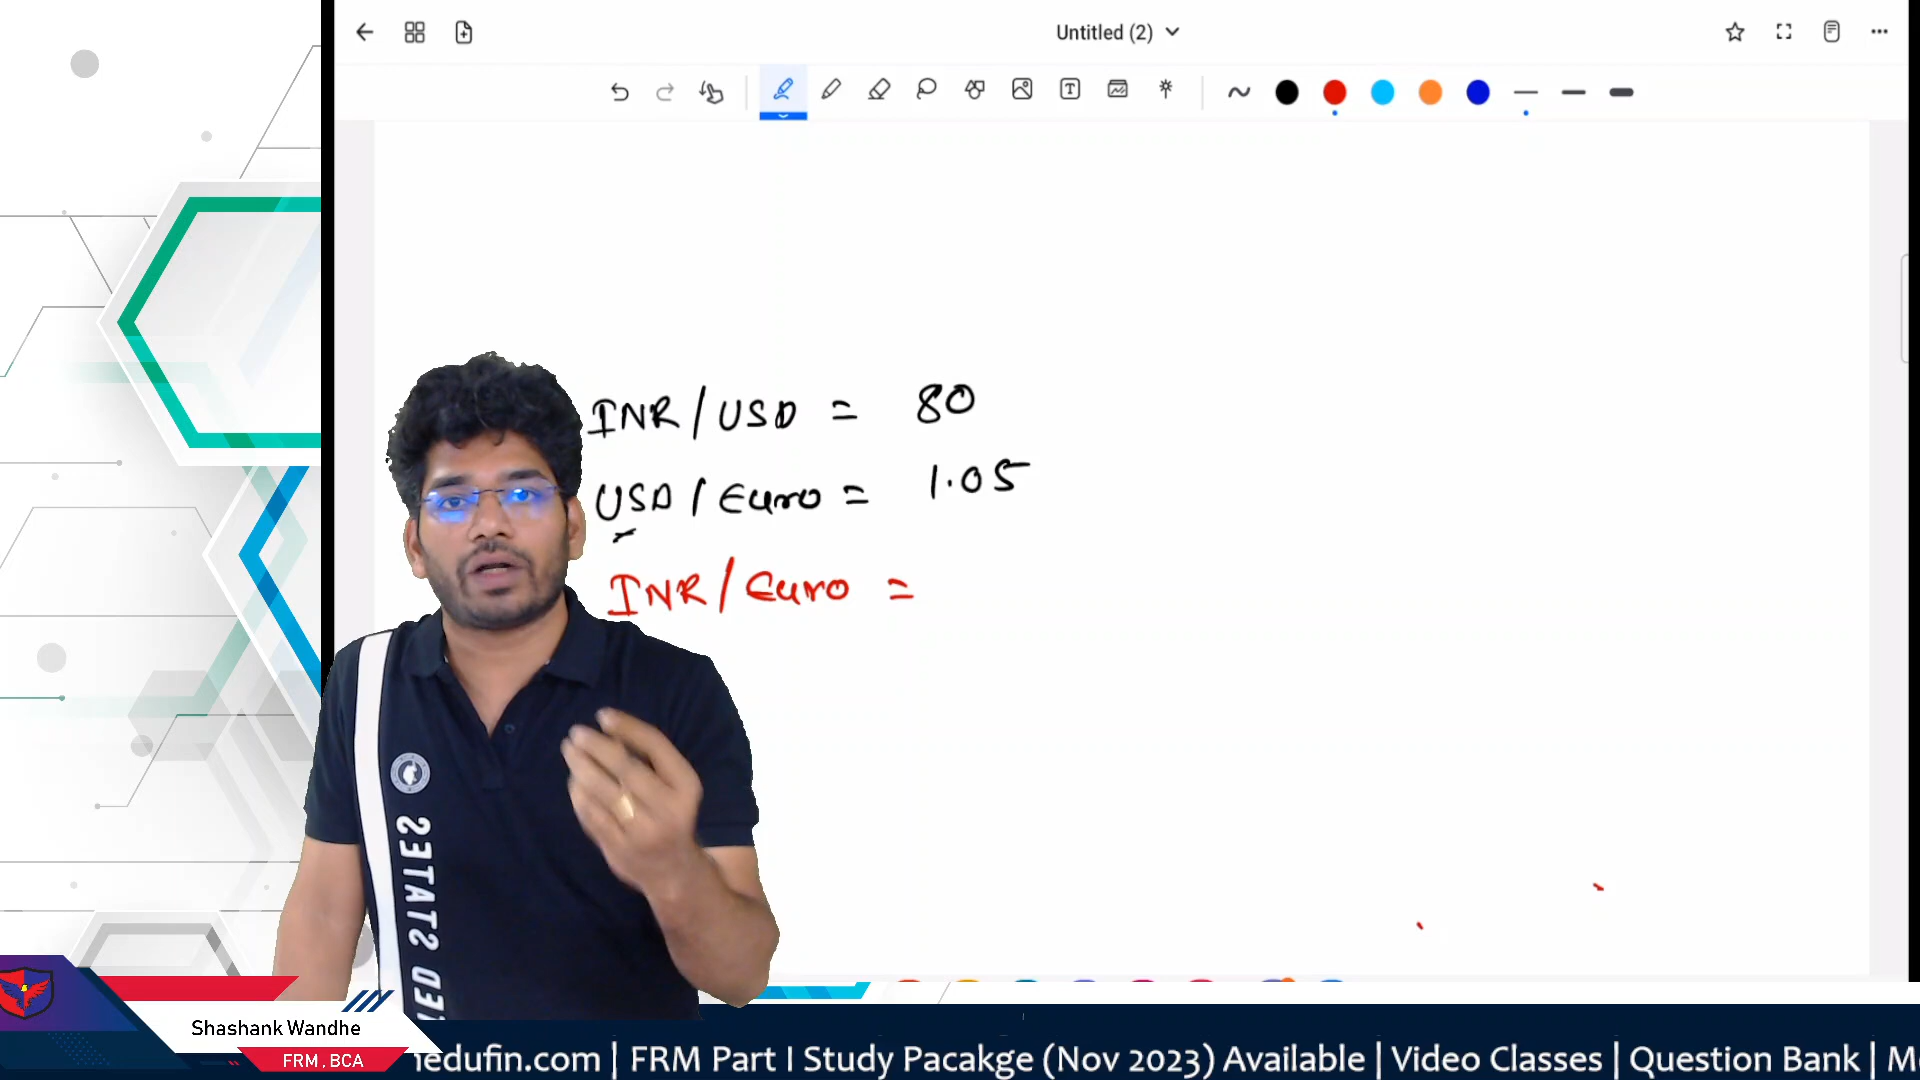 Untitled (2)
INR/USD = 80
USD/Euro = 1.05
INR/Euro =
Shashank Wandhe
FRM, BCA
nedufin.com | FRM Part I Study Pacakge (Nov 2023) Available | Video Classes | Question Bank | M